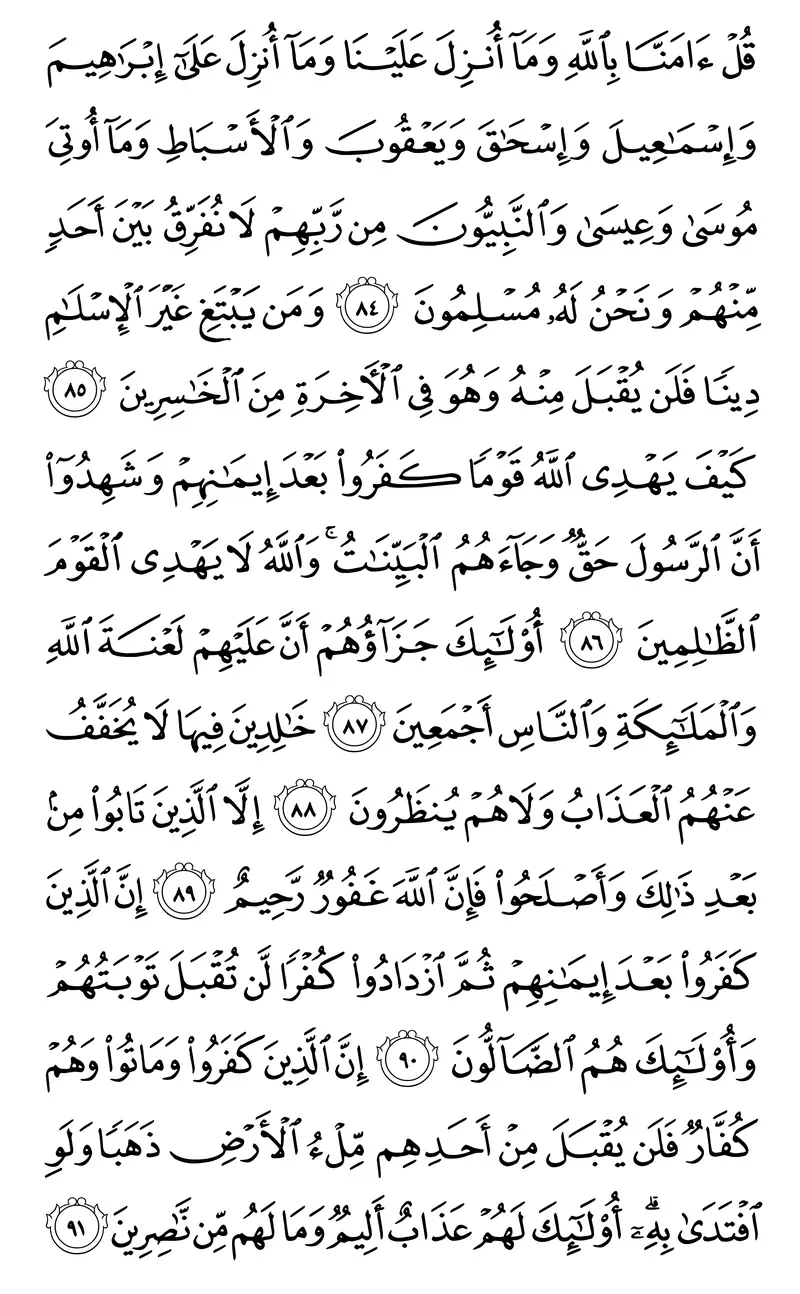 قُلۡ ءَامَنَّا بِٱللَّهِ وَمَآ أُنزِلَ عَلَيۡنَا وَمَآ أُنزِلَ عَلَىٰٓ إِبۡرَٰهِيمَ
وَإِسۡمَٰعِيلَ وَإِسۡحَٰقَ وَيَعۡقُوبَ وَٱلۡأَسۡبَاطِ وَمَآ أُوتِيَ
مُوسَىٰ وَعِيسَىٰ وَٱلنَّبِيُّونَ مِن رَّبِّهِمۡ لَا نُفَرِّقُ بَيۡنَ أَحَدٖ
مِّنۡهُمۡ وَنَحۡنُ لَهُۥ مُسۡلِمُونَ ٨٤ وَمَن يَبۡتَغِ غَيۡرَ ٱلۡإِسۡلَٰمِ
دِينٗا فَلَن يُقۡبَلَ مِنۡهُ وَهُوَ فِي ٱلۡأٓخِرَةِ مِنَ ٱلۡخَٰسِرِينَ ٨٥
كَيۡفَ يَهۡدِي ٱللَّهُ قَوۡمٗا كَفَرُواْ بَعۡدَ إِيمَٰنِهِمۡ وَشَهِدُوٓاْ
أَنَّ ٱلرَّسُولَ حَقّٞ وَجَآءَهُمُ ٱلۡبَيِّنَٰتُۚ وَٱللَّهُ لَا يَهۡدِي ٱلۡقَوۡمَ
ٱلظَّٰلِمِينَ ٨٦ أُوْلَٰٓئِكَ جَزَآؤُهُمۡ أَنَّ عَلَيۡهِمۡ لَعۡنَةَ ٱللَّهِ
وَٱلۡمَلَٰٓئِكَةِ وَٱلنَّاسِ أَجۡمَعِينَ ٨٧ خَٰلِدِينَ فِيهَا لَا يُخَفَّفُ
عَنۡهُمُ ٱلۡعَذَابُ وَلَا هُمۡ يُنظَرُونَ ٨٨ إِلَّا ٱلَّذِينَ تَابُواْ مِنۢ
بَعۡدِ ذَٰلِكَ وَأَصۡلَحُواْ فَإِنَّ ٱللَّهَ غَفُورٞ رَّحِيمٌ ٨٩ إِنَّ ٱلَّذِينَ
كَفَرُواْ بَعۡدَ إِيمَٰنِهِمۡ ثُمَّ ٱزۡدَادُواْ كُفۡرٗا لَّن تُقۡبَلَ تَوۡبَتُهُمۡ
وَأُوْلَٰٓئِكَ هُمُ ٱلضَّآلُّونَ ٩٠ إِنَّ ٱلَّذِينَ كَفَرُواْ وَمَاتُواْ وَهُمۡ
كُفَّارٞ فَلَن يُقۡبَلَ مِنۡ أَحَدِهِم مِّلۡءُ ٱلۡأَرۡضِ ذَهَبٗا وَلَوِ
ٱفۡتَدَىٰ بِهِۦٓۗ أُوْلَٰٓئِكَ لَهُمۡ عَذَابٌ أَلِيمٞ وَمَا لَهُم مِّن نَّٰصِرِينَ ٩١